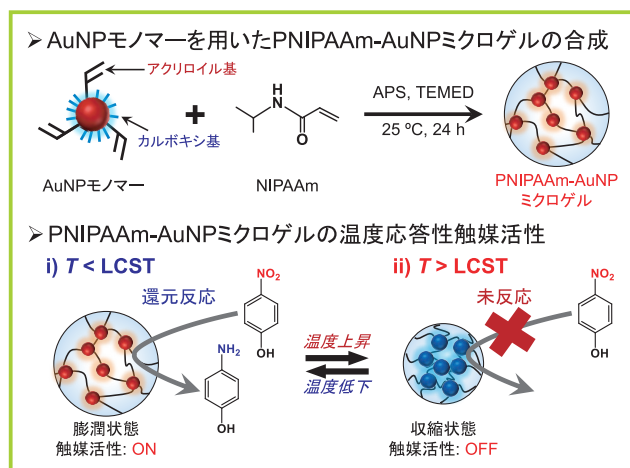 ➢ AuNPモノマーを用いたPNIPAAm-AuNPミクロゲルの合成
アクリロイル基
カルボキシ基
AuNPモノマー
+
H
N
O
NIPAAm
APS, TEMED
25 ºC, 24 h
PNIPAAm-AuNP
ミクロゲル
➢ PNIPAAm-AuNPミクロゲルの温度応答性触媒活性
i) T < LCST
還元反応
NO₂
OH
NH₂
OH
膨潤状態
触媒活性: ON
温度上昇
温度低下
ii) T > LCST
未反応
NO₂
OH
収縮状態
触媒活性: OFF